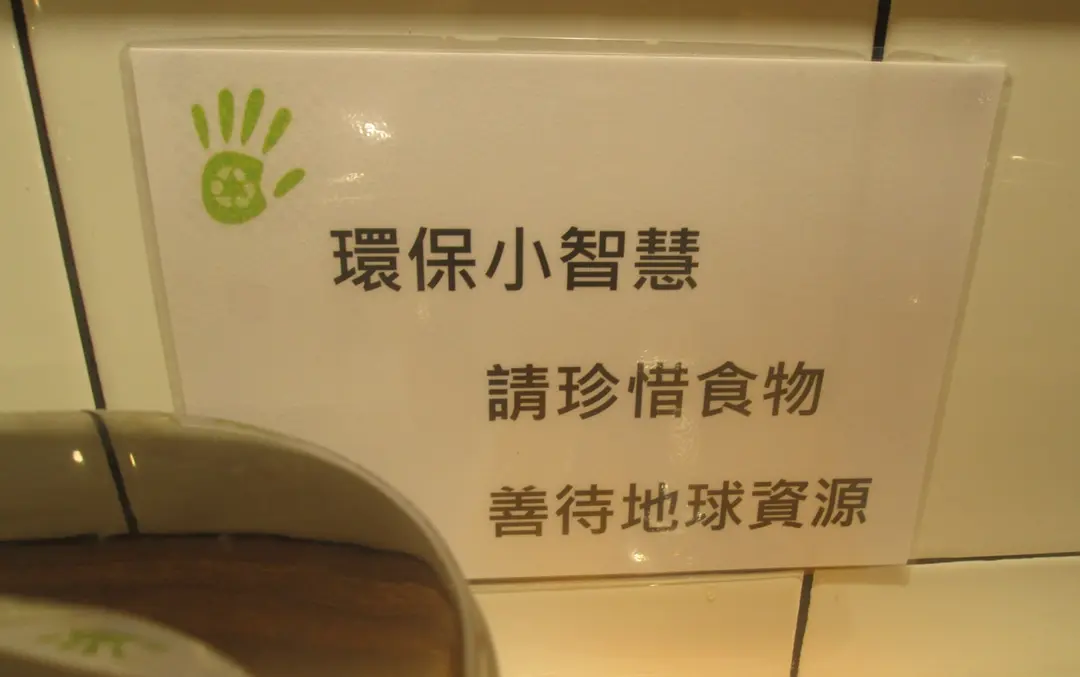 環保小智慧
請珍惜食物
善待地球資源